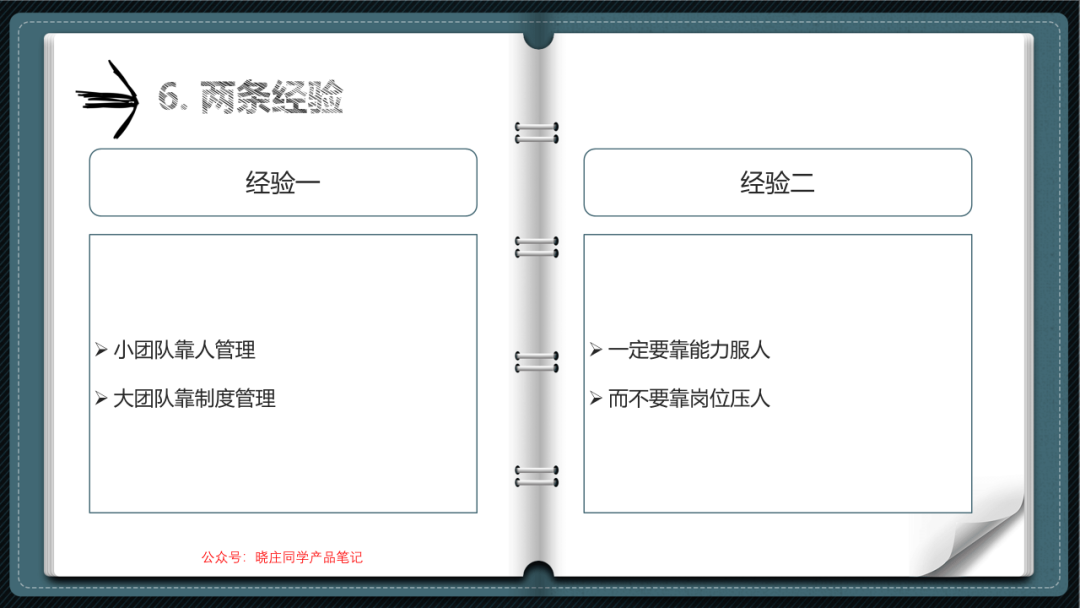 6. 两条经验
经验一
➢ 小团队靠人管理
➢ 大团队靠制度管理
经验二
➢ 一定要靠能力服人
➢ 而不要靠岗位压人
公众号：晓庄同学产品笔记